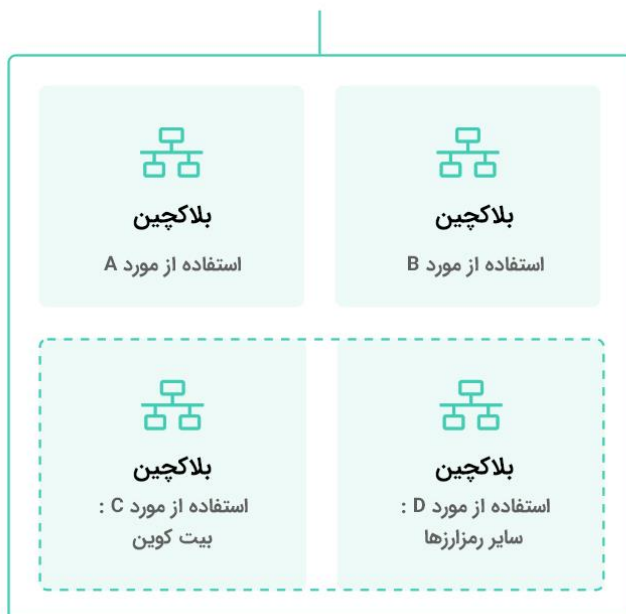 بلاکچین
استفاده از مورد B
بلاکچین
استفاده از مورد A
بلاکچین
استفاده از مورد D :
سایر رمزارزها
بلاکچین
استفاده از مورد C :
بیت کوین